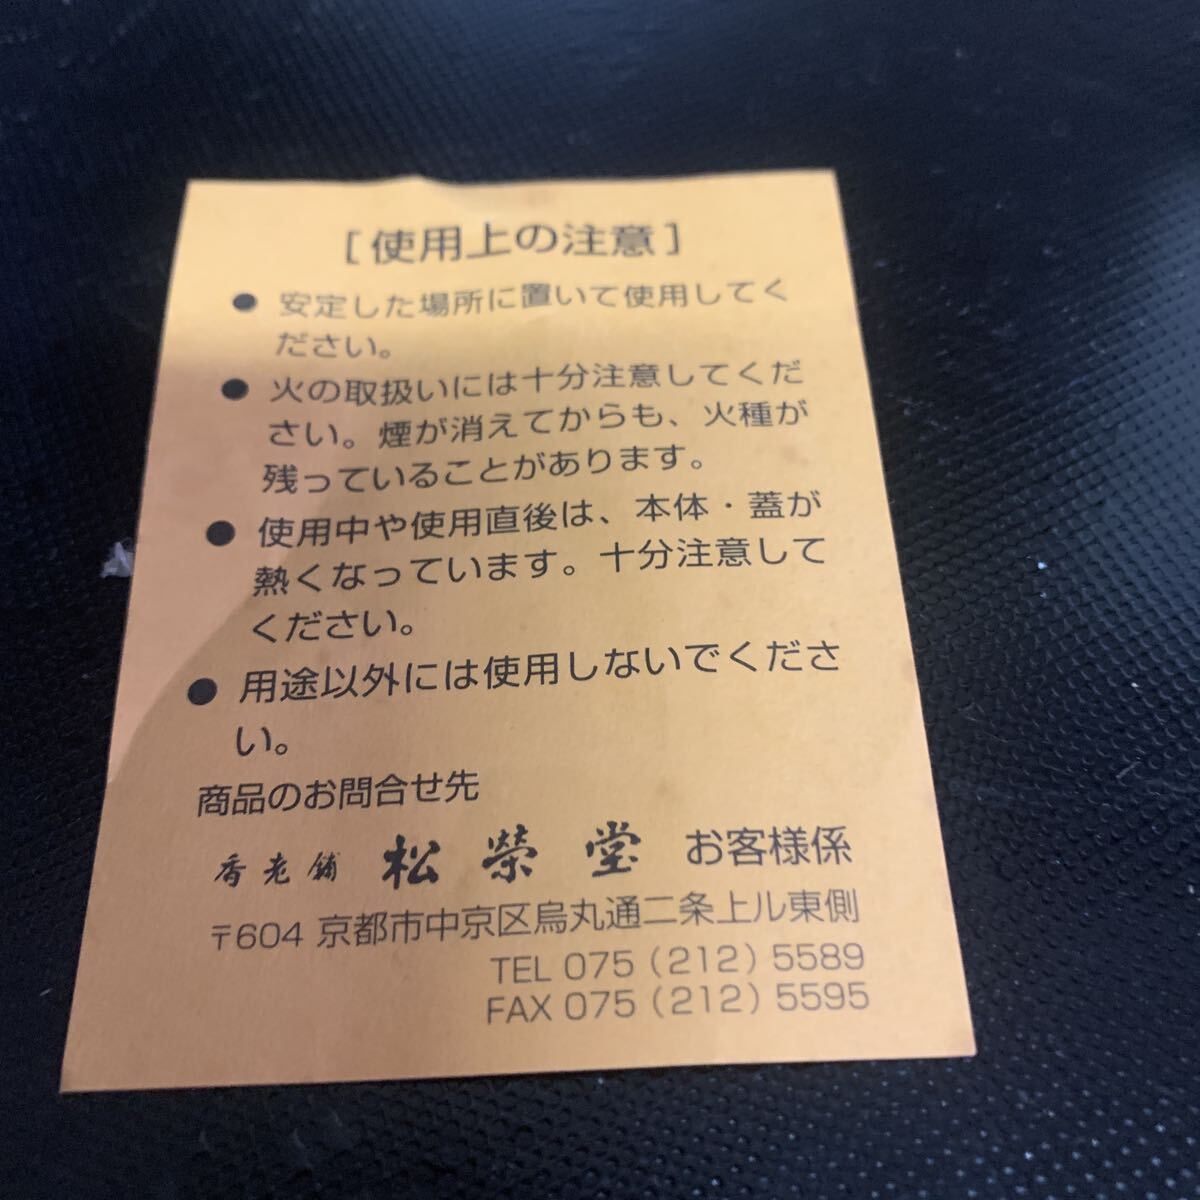 [使用上の注意]
● 安定した場所に置いて使用してく
ださい。
● 火の取扱いには十分注意してくだ
さい。煙が消えてからも、火種が
残っていることがあります。
● 使用中や使用直後は、本体・蓋が
熱くなっています。十分注意して
ください。
● 用途以外には使用しないでくださ
い。
商品のお問合せ先
香老舗 松榮堂 お客様係
〒604 京都市中京区烏丸通二条上ル東側
TEL 075 (212) 5589
FAX 075 (212) 5595